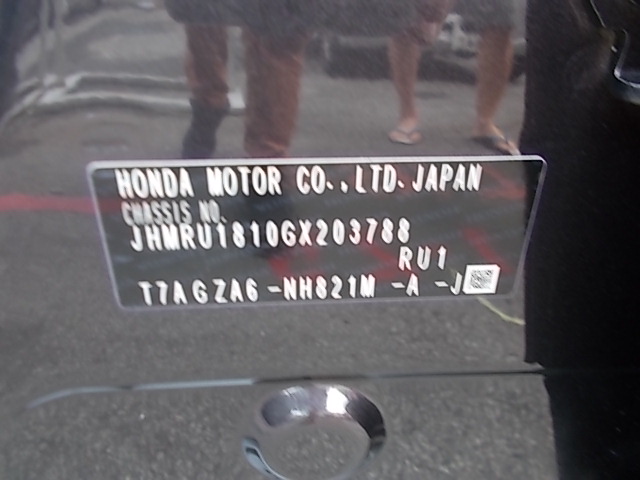 HONDA MOTOR CO.,LTD.JAPAN
CHASSIS NO.
JHMRU1810GX203788
RU1
T7AGZA6-NH821M -A -J